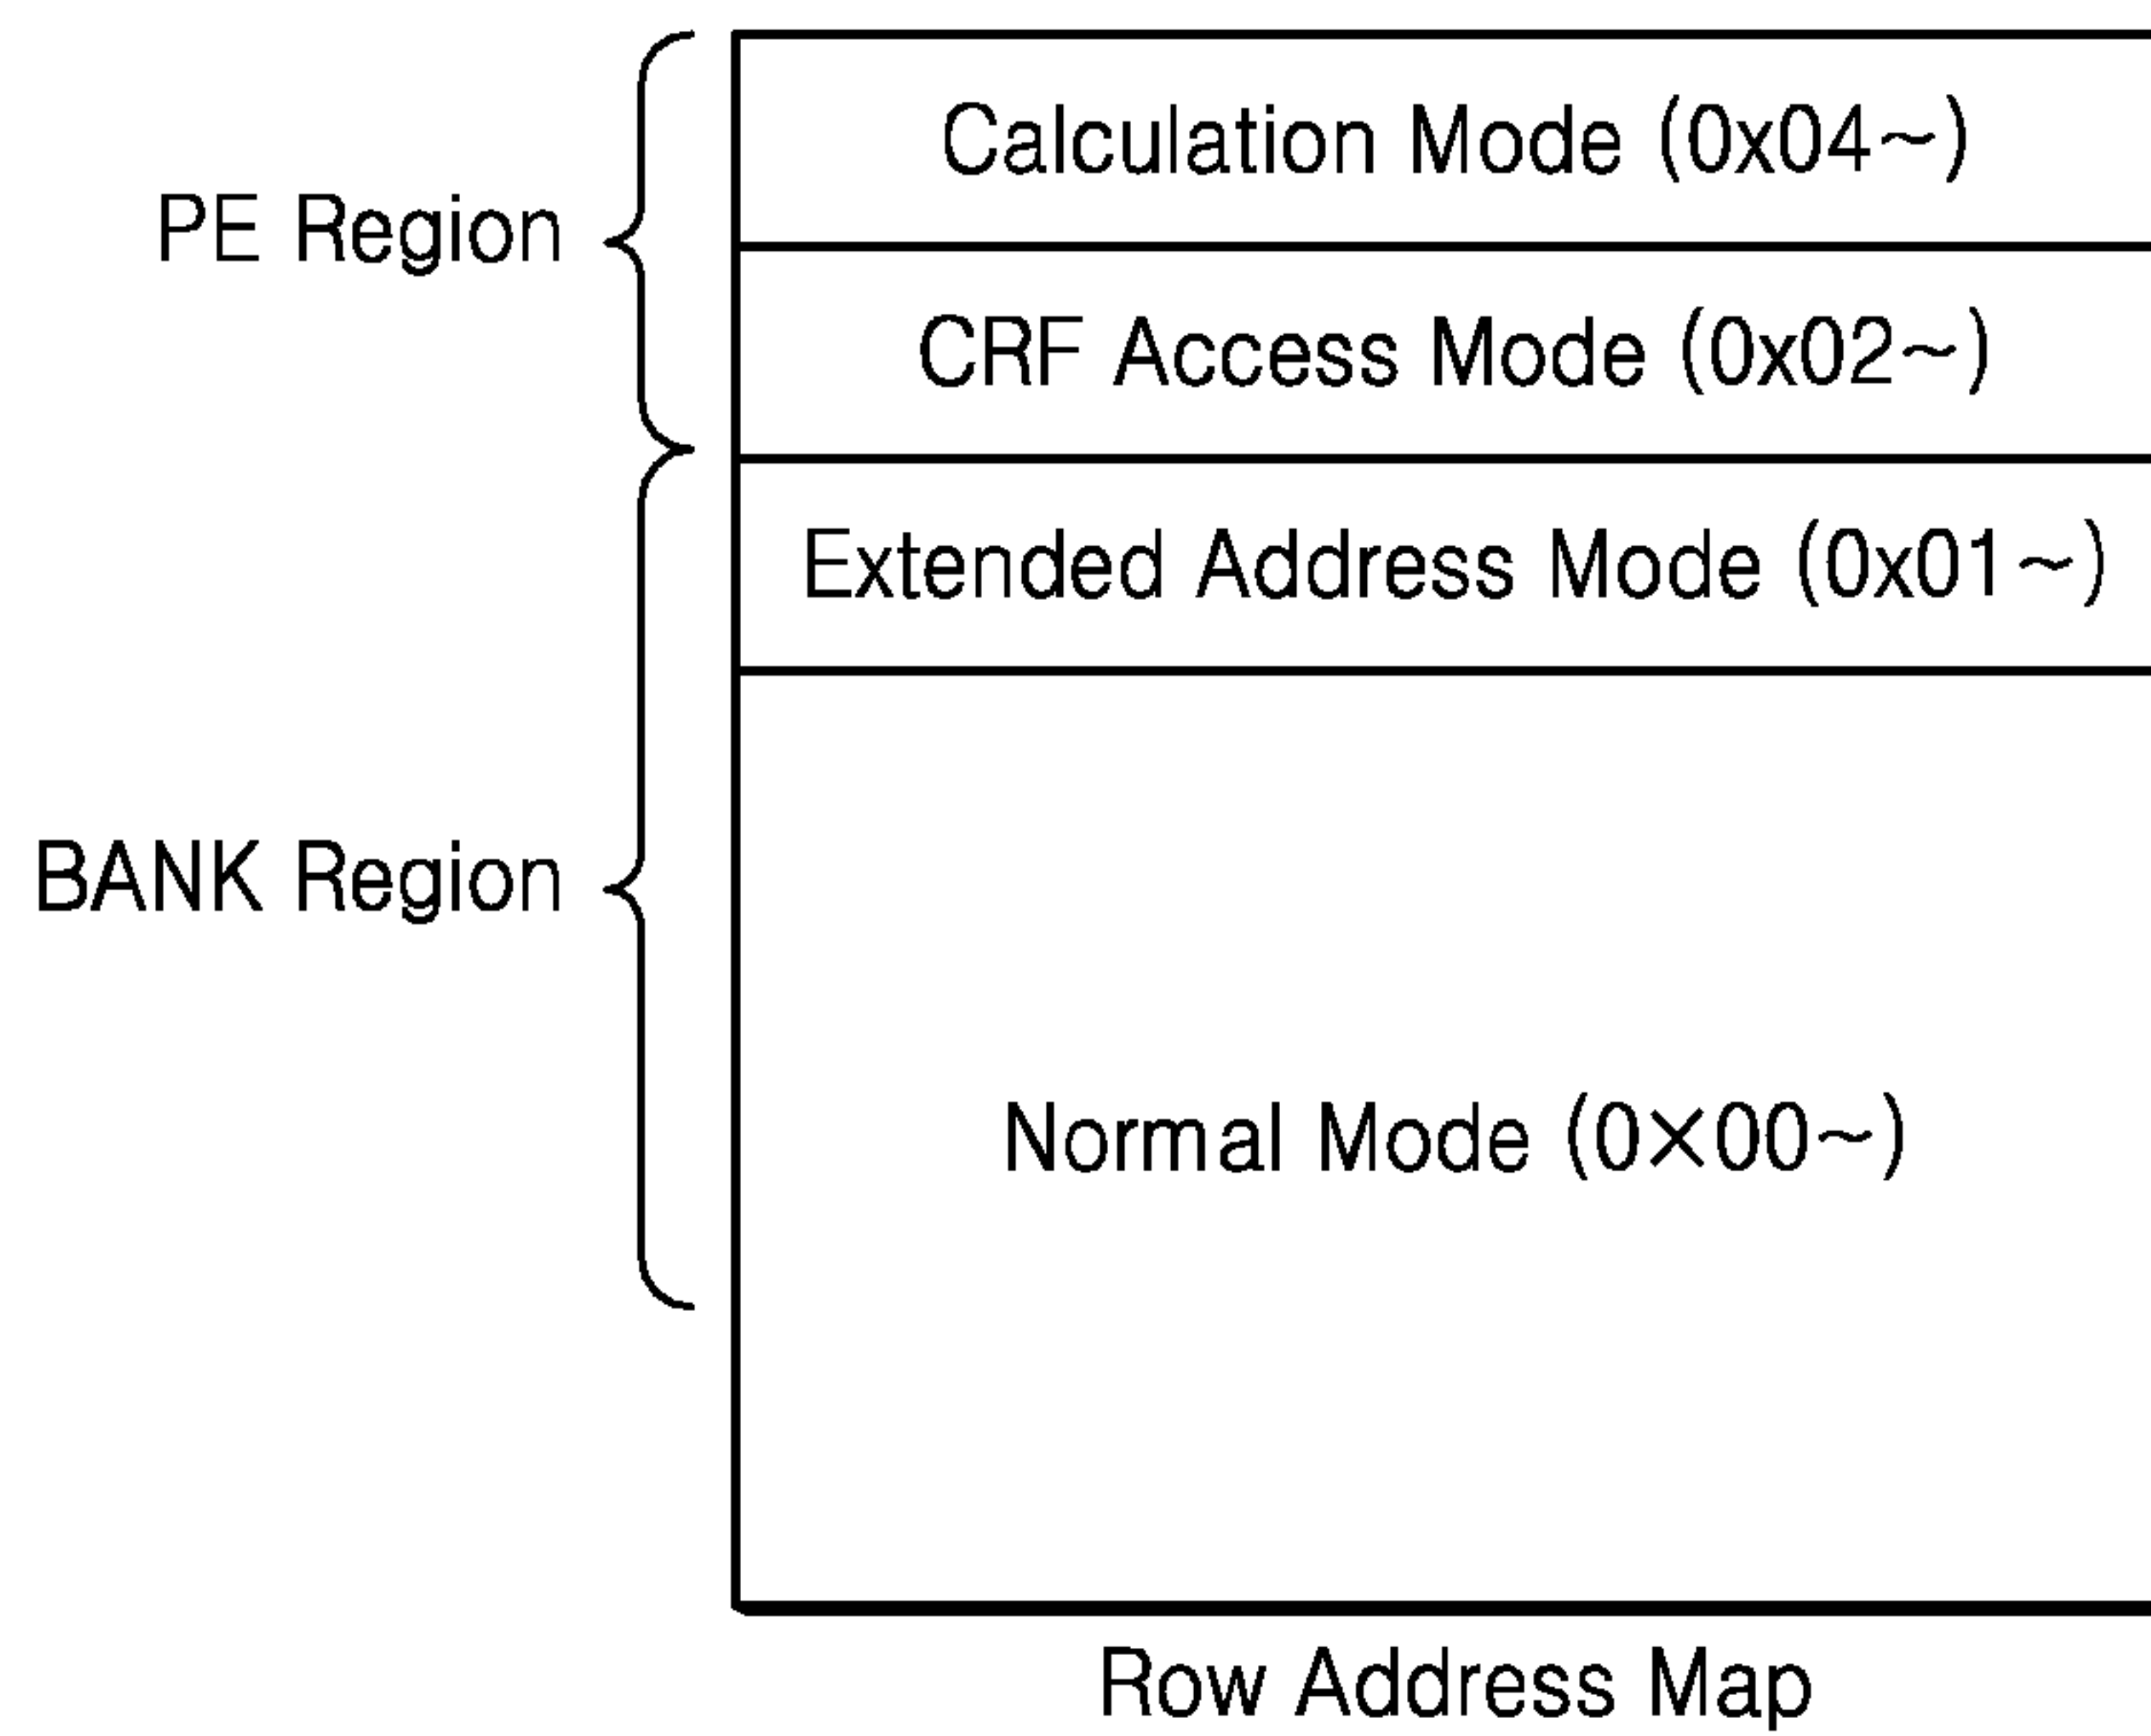 Calculation Mode (0x04~)
PE Region
CRF Access Mode (0x02~)
Extended Address Mode (0x01~)
BANK Region
Normal Mode (0×00~)
Row Address Map